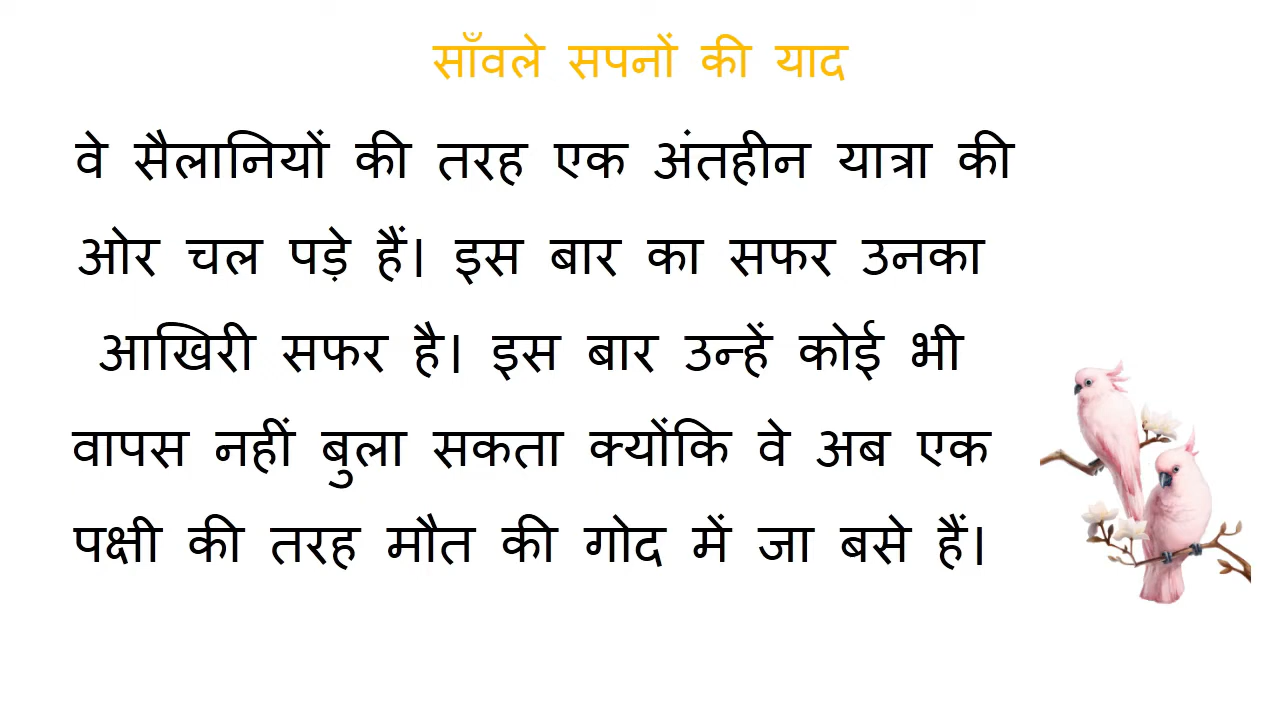 साँवले सपनों की याद
वे सैलानियों की तरह एक अंतहीन यात्रा की
ओर चल पड़े हैं। इस बार का सफर उनका
आखिरी सफर है। इस बार उन्हें कोई भी
वापस नहीं बुला सकता क्योंकि वे अब एक
पक्षी की तरह मौत की गोद में जा बसे हैं।